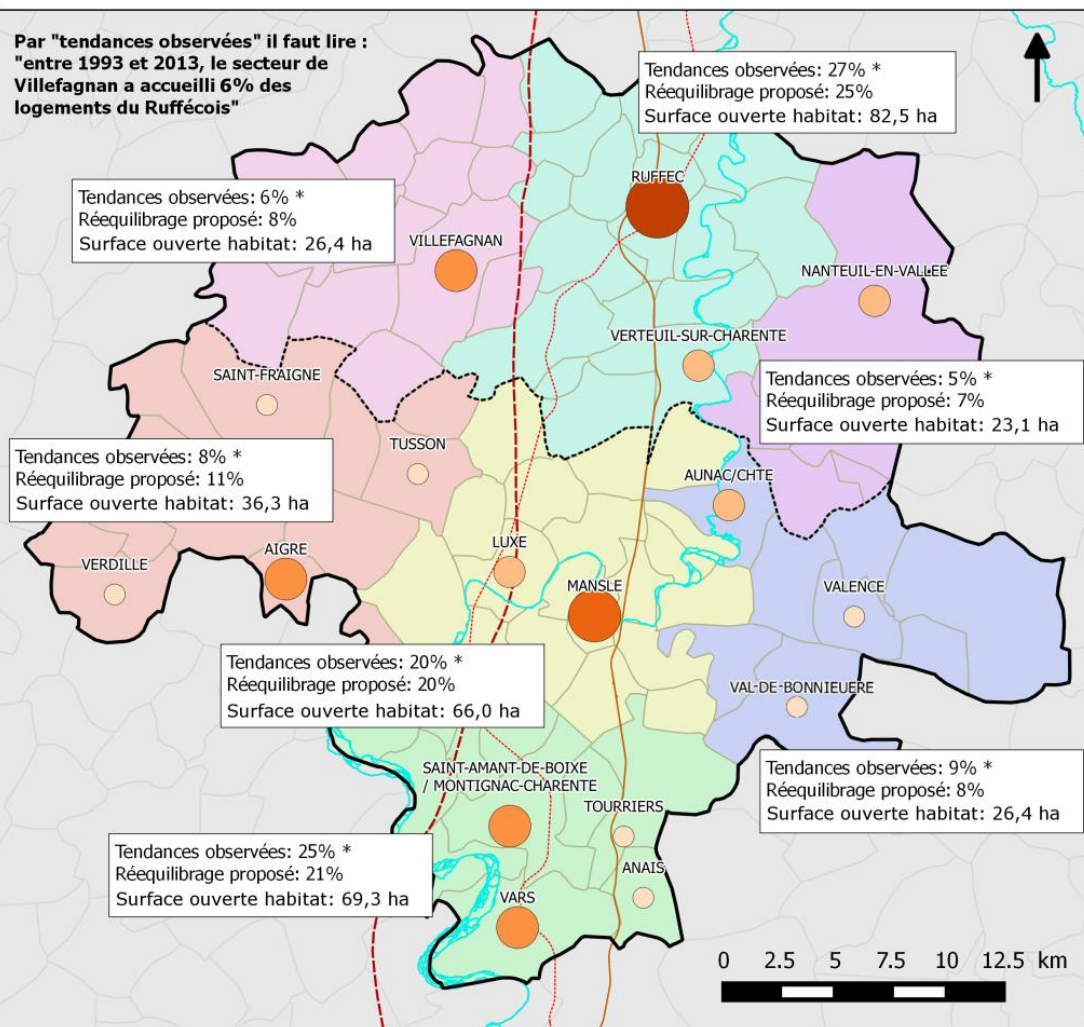 Par "tendances observées" il faut lire :
"entre 1993 et 2013, le secteur de
Villefagnan a accueilli 6% des
logements du Ruffécois"
Tendances observées: 27% *
Réequilibrage proposé: 25%
Surface ouverte habitat: 82,5 ha
RUFFEC
Tendances observées: 6% *
Réequilibrage proposé: 8%
Surface ouverte habitat: 26,4 ha
VILLEFAGNAN
NANTEUIL-EN-VALLEE
VERTEUIL-SUR-CHARENTE
SAINT-FRAIGNE
Tendances observées: 5% *
Réequilibrage proposé: 7%
Surface ouverte habitat: 23,1 ha
TUSSON
Tendances observées: 8% *
Réequilibrage proposé: 11%
Surface ouverte habitat: 36,3 ha
AUNAC/CHTE
VERDILLE
AIGRE
LUXE
MANSLE
VALENCE
Tendances observées: 20% *
Réequilibrage proposé: 20%
Surface ouverte habitat: 66,0 ha
VAL-DE-BONNIEUERE
SAINT-AMANT-DE-BOIXE
/ MONTIGNAC-CHARENTE
Tendances observées: 9% *
Réequilibrage proposé: 8%
Surface ouverte habitat: 26,4 ha
TOURRIERS
Tendances observées: 25% *
Réequilibrage proposé: 21%
Surface ouverte habitat: 69,3 ha
ANAIS
VARS
0 2.5 5 7.5 10 12.5 km